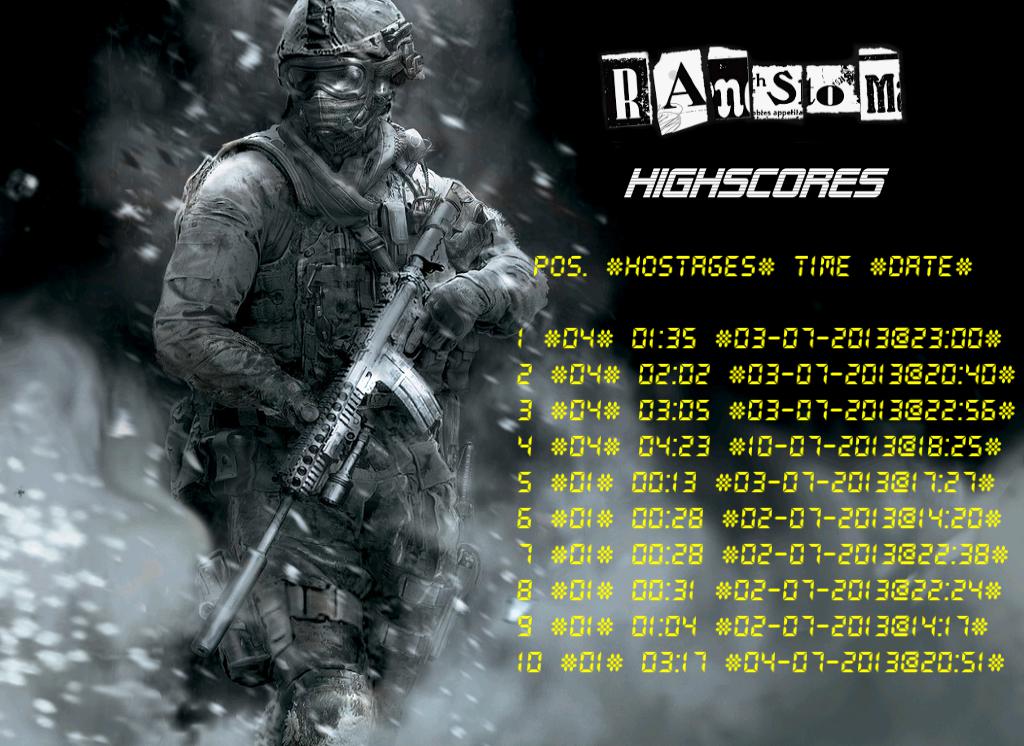 RAnSoM
HIGHSCORES
POS. #HOSTAGES# TIME #DATE#
1 #04# 01:35 #03-07-2013@23:00#
2 #04# 02:02 #03-07-2013@20:40#
3 #04# 03:05 #03-07-2013@22:56#
4 #04# 04:23 #10-07-2013@18:25#
5 #01# 00:13 #03-07-2013@17:27#
6 #01# 00:28 #02-07-2013@14:20#
7 #01# 00:28 #02-07-2013@22:38#
8 #01# 00:31 #02-07-2013@22:24#
9 #01# 01:04 #02-07-2013@14:17#
10 #01# 03:17 #04-07-2013@20:51#